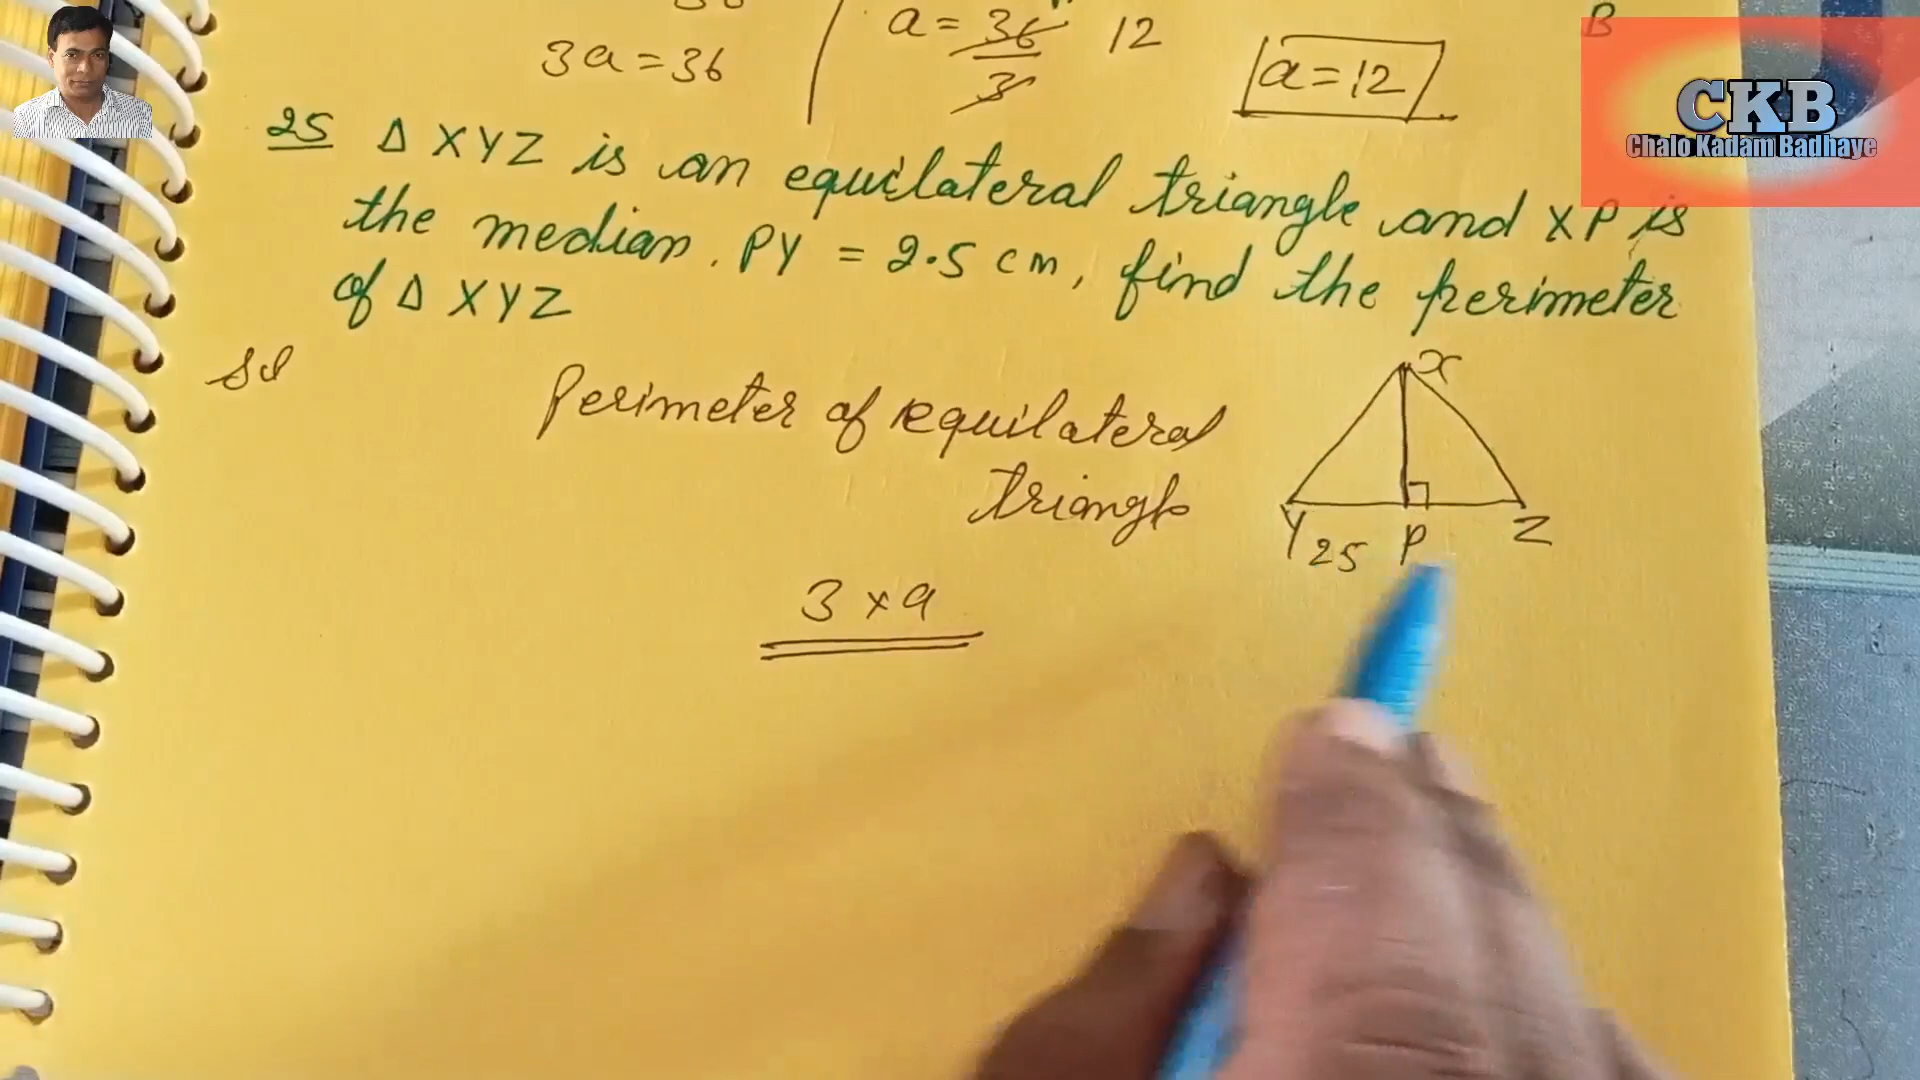 3a = 36
a = 36 12
3
a = 12
B
CKB
Chalo Kadam Badhaye
25 Δ XYZ is an equilateral triangle and XP is
the median. PY = 2.5 cm, find the perimeter
of Δ XYZ
Sol
Perimeter of equilateral
triangle
x
Y 25 P Z
3 × a